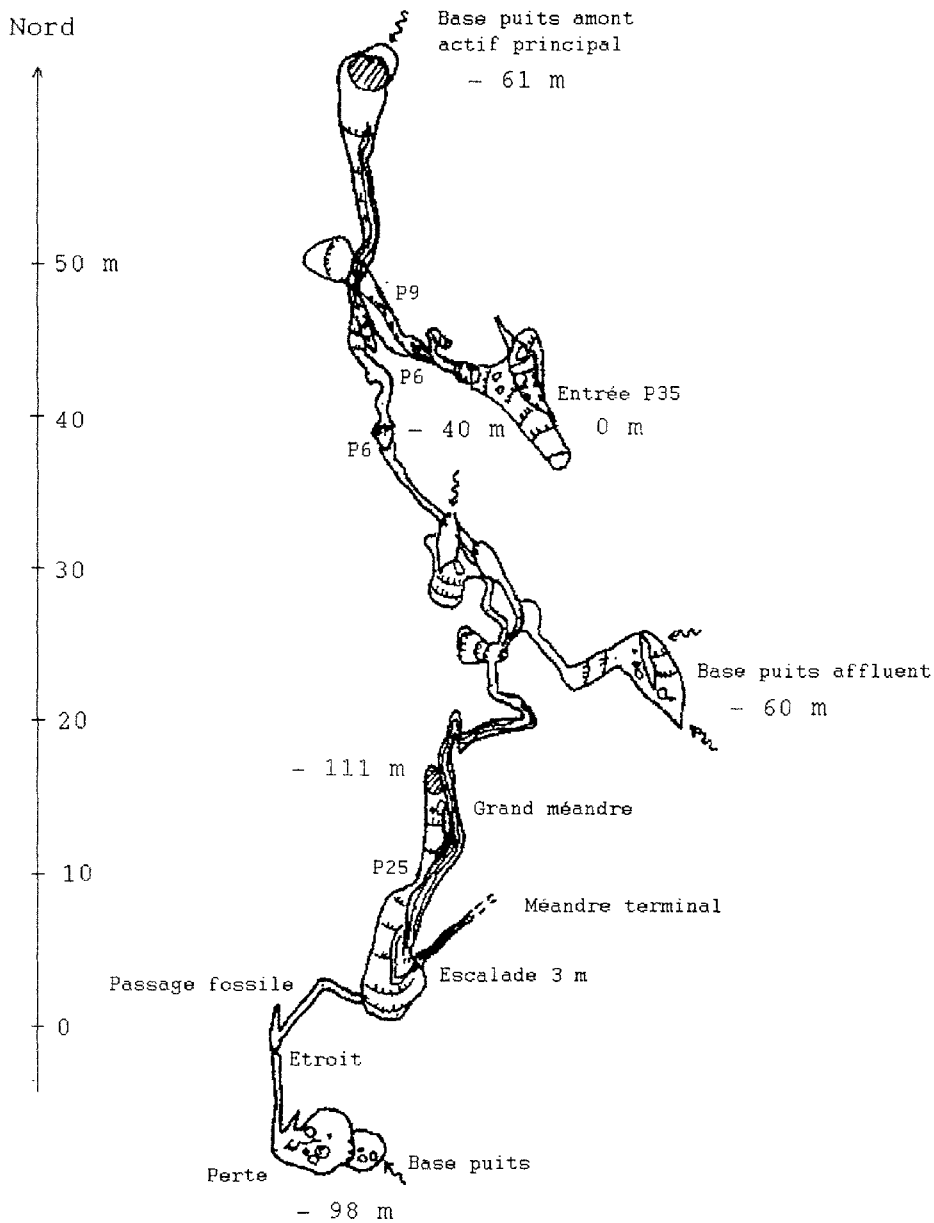 Nord
Base puits amont
actif principal
- 61 m
50 m
P9
P6
Entrée P35
40
- 40 m
0 m
P6
30
Base puits affluent
- 60 m
20
- 111 m
Grand méandre
P25
10
Méandre terminal
Passage fossile
Escalade 3 m
0
Etroit
Base puits
Perte
- 98 m